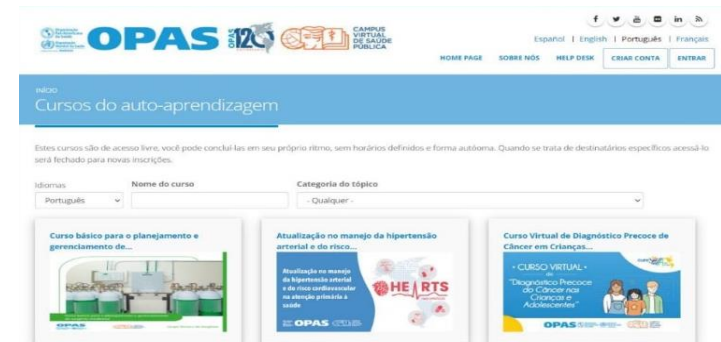 OPAS
OPAS 120
CAMPUS
VIRTUAL
DE SAÚDE
PÚBLICA
Español | English | Português | Français
HOME PAGE SOBRE NÓS HELP DESK CRIAR CONTA ENTRAR
INÍCIO
Cursos do auto-aprendizagem
Estes cursos são de acesso livre, você pode concluí-las em seu próprio ritmo, sem horários definidos e forma autônoma. Quando se trata de destinatários específicos acessá-lo
será fechado para novas inscrições.
Idiomas Nome do curso Categoria do tópico
Português - Qualquer -
Curso básico para o planejamento e
gerenciamento de...
OPAS
Atualização no manejo da hipertensão
arterial e do risco...
Atualização no manejo
da hipertensão arterial
e do risco cardiovascular
na atenção primária à
saúde
HEARTS
OPAS
Curso Virtual de Diagnóstico Precoce de
Câncer em Crianças...
• CURSO VIRTUAL •
de
"Diagnóstico Precoce
do Câncer nas
Crianças e
Adolescentes"
OPAS